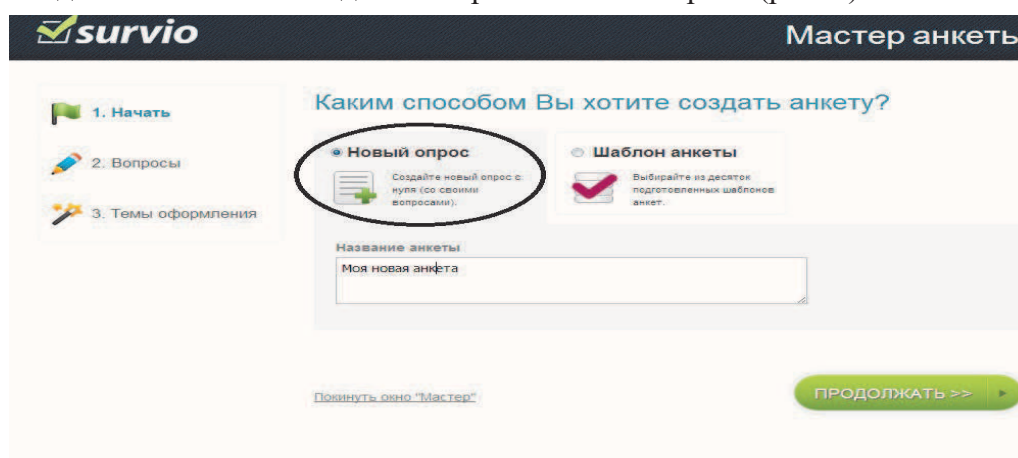 survio
Мастер анкеты
1. Начать
2. Вопросы
3. Темы оформления
Каким способом Вы хотите создать анкету?
Новый опрос
Создайте новый опрос с
нуля (со своими
вопросами).
Шаблон анкеты
Выбирайте из десяток
подготовленных шаблонов
анкет.
Название анкеты
Моя новая анкета
Покинуть окно "Мастер"
ПРОДОЛЖАТЬ >>